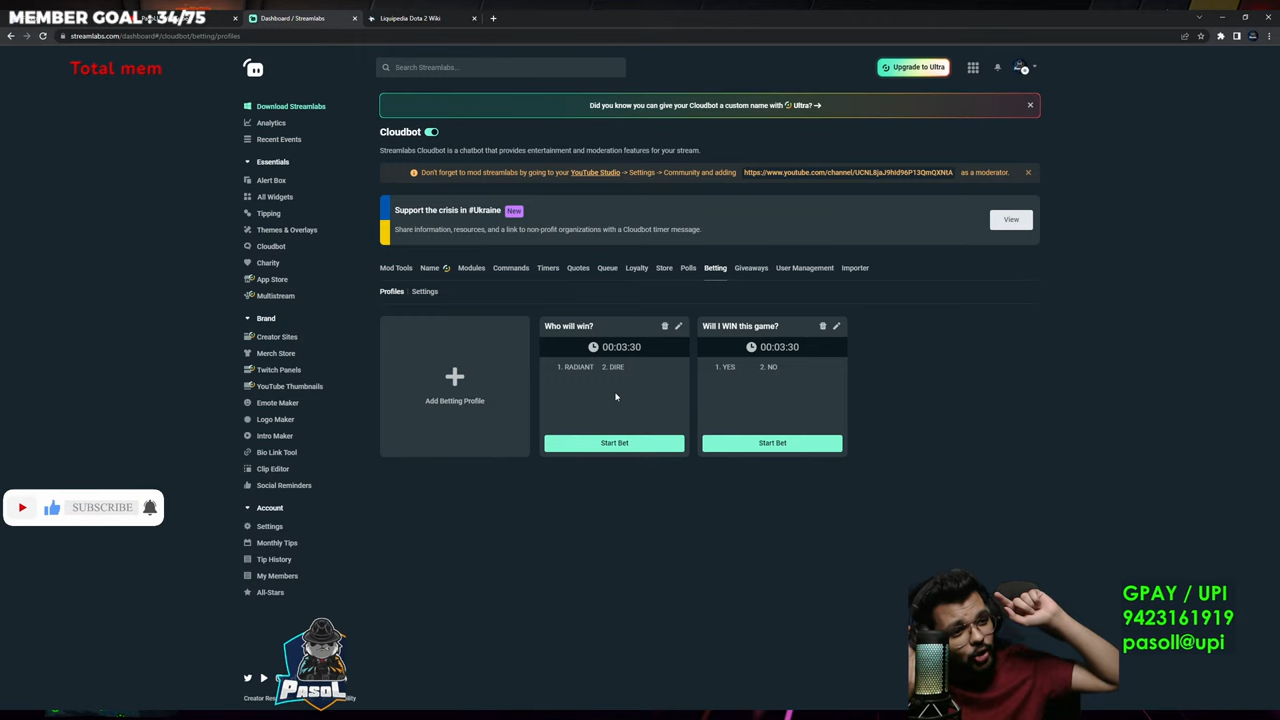 MEMBER GOAL : 34/75
Dashboard / Streamlabs
Liquipedia Dota 2 Wiki
streamlabs.com/dashboard#/cloudbot/betting/profiles
Total mem
Search Streamlabs...
Upgrade to Ultra
Download Streamlabs
Analytics
Recent Events
Essentials
Alert Box
All Widgets
Tipping
Themes & Overlays
Cloudbot
Charity
App Store
Multistream
Brand
Creator Sites
Merch Store
Twitch Panels
YouTube Thumbnails
Emote Maker
Logo Maker
Intro Maker
Bio Link Tool
Clip Editor
Social Reminders
Account
Settings
Monthly Tips
Tip History
My Members
All-Stars
Did you know you can give your Cloudbot a custom name with Ultra?
Cloudbot
Streamlabs Cloudbot is a chatbot that provides entertainment and moderation features for your stream.
Don't forget to mod streamlabs by going to your YouTube Studio -> Settings -> Community and adding https://www.youtube.com/channel/UCNL8jaJ9hId96P13QmQXNtA as a moderator.
Support the crisis in #Ukraine New
Share information, resources, and a link to non-profit organizations with a Cloudbot timer message.
View
Mod Tools Name Modules Commands Timers Quotes Queue Loyalty Store Polls Betting Giveaways User Management Importer
Profiles Settings
Add Betting Profile
Who will win?
00:03:30
1. RADIANT 2. DIRE
Start Bet
Will I WIN this game?
00:03:30
1. YES 2. NO
Start Bet
SUBSCRIBE
PASOL
GPAY / UPI
9423161919
pasoll@upi